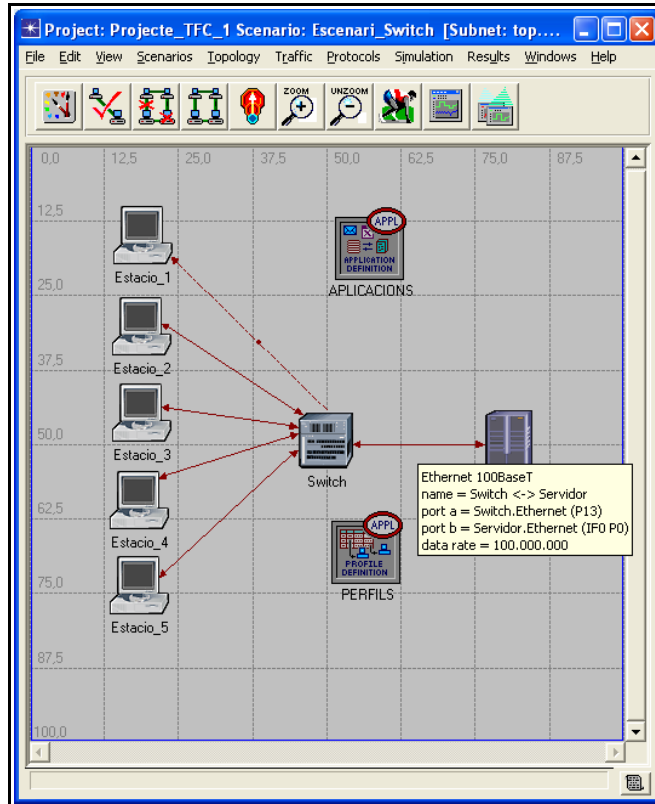 Project: Projecte_TFC_1 Scenario: Escenari_Switch [Subnet: top....
File Edit View Scenarios Topology Traffic Protocols Simulation Results Windows Help
ZOOM UNZOOM
0,0 12,5 25,0 37,5 50,0 62,5 75,0 87,5
12,5
APPL
APPLICATION
DEFINITION
Estacio_1
25,0
APLICACIONS
37,5
Estacio_2
Estacio_3
50,0
Switch
Ethernet 100BaseT
name = Switch <-> Servidor
port a = Switch.Ethernet (P13)
port b = Servidor.Ethernet (IF0 P0)
data rate = 100.000.000
62,5
Estacio_4
APPL
PROFILE
DEFINITION
75,0
PERFILS
Estacio_5
87,5
100,0